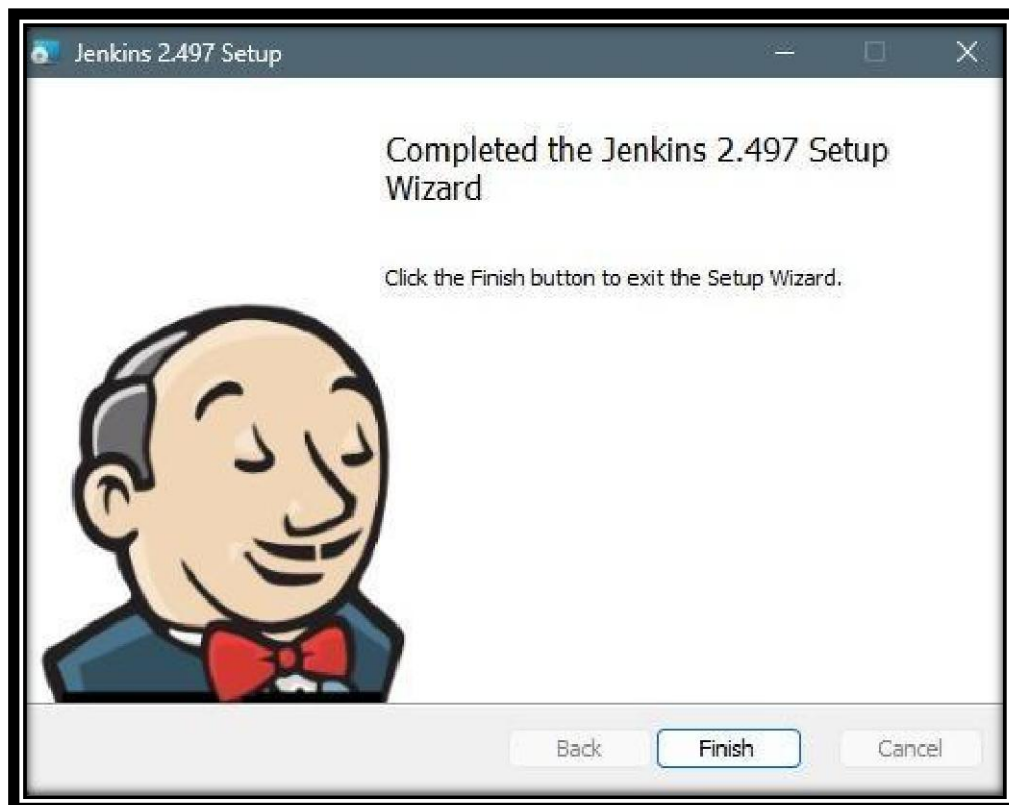 Jenkins 2.497 Setup
Completed the Jenkins 2.497 Setup
Wizard
Click the Finish button to exit the Setup Wizard.
Back Finish Cancel